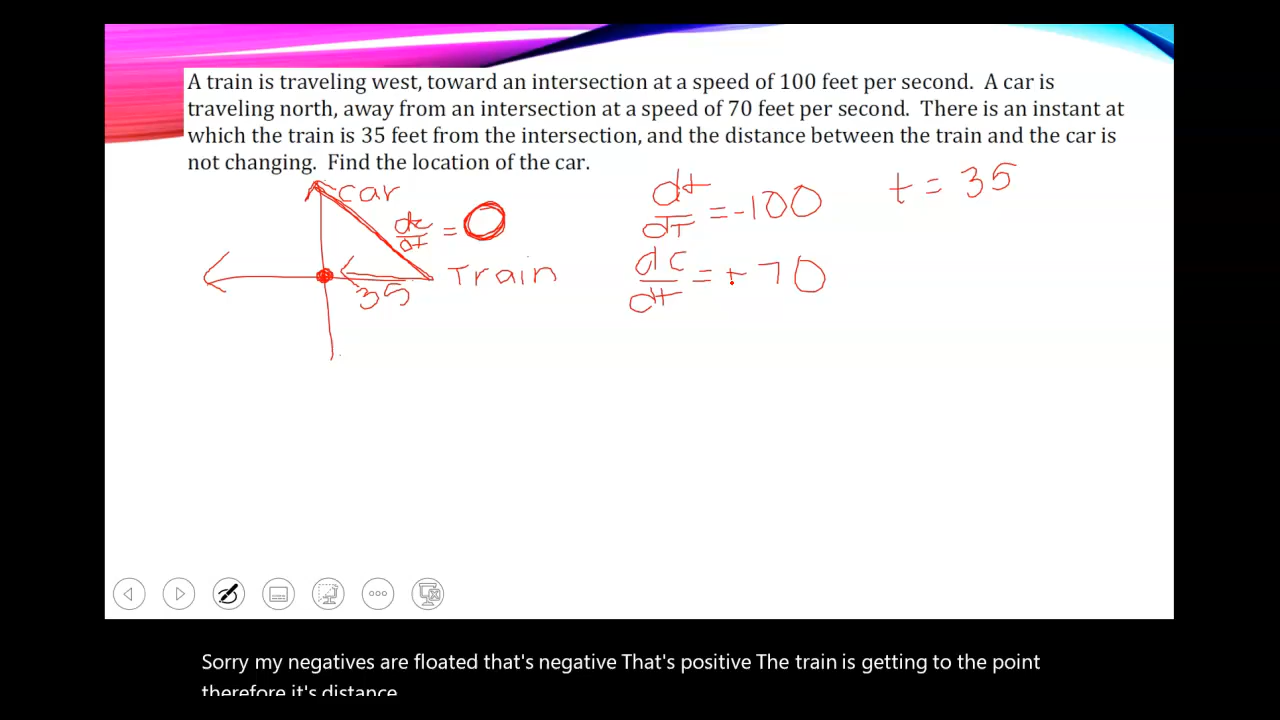 A train is traveling west, toward an intersection at a speed of 100 feet per second. A car is
traveling north, away from an intersection at a speed of 70 feet per second. There is an instant at
which the train is 35 feet from the intersection, and the distance between the train and the car is
not changing. Find the location of the car.
car
Train
35
dt/dT = -100
t = 35
dc/dt = +70
= 0
Sorry my negatives are floated that's negative That's positive The train is getting to the point
therefore it's distance